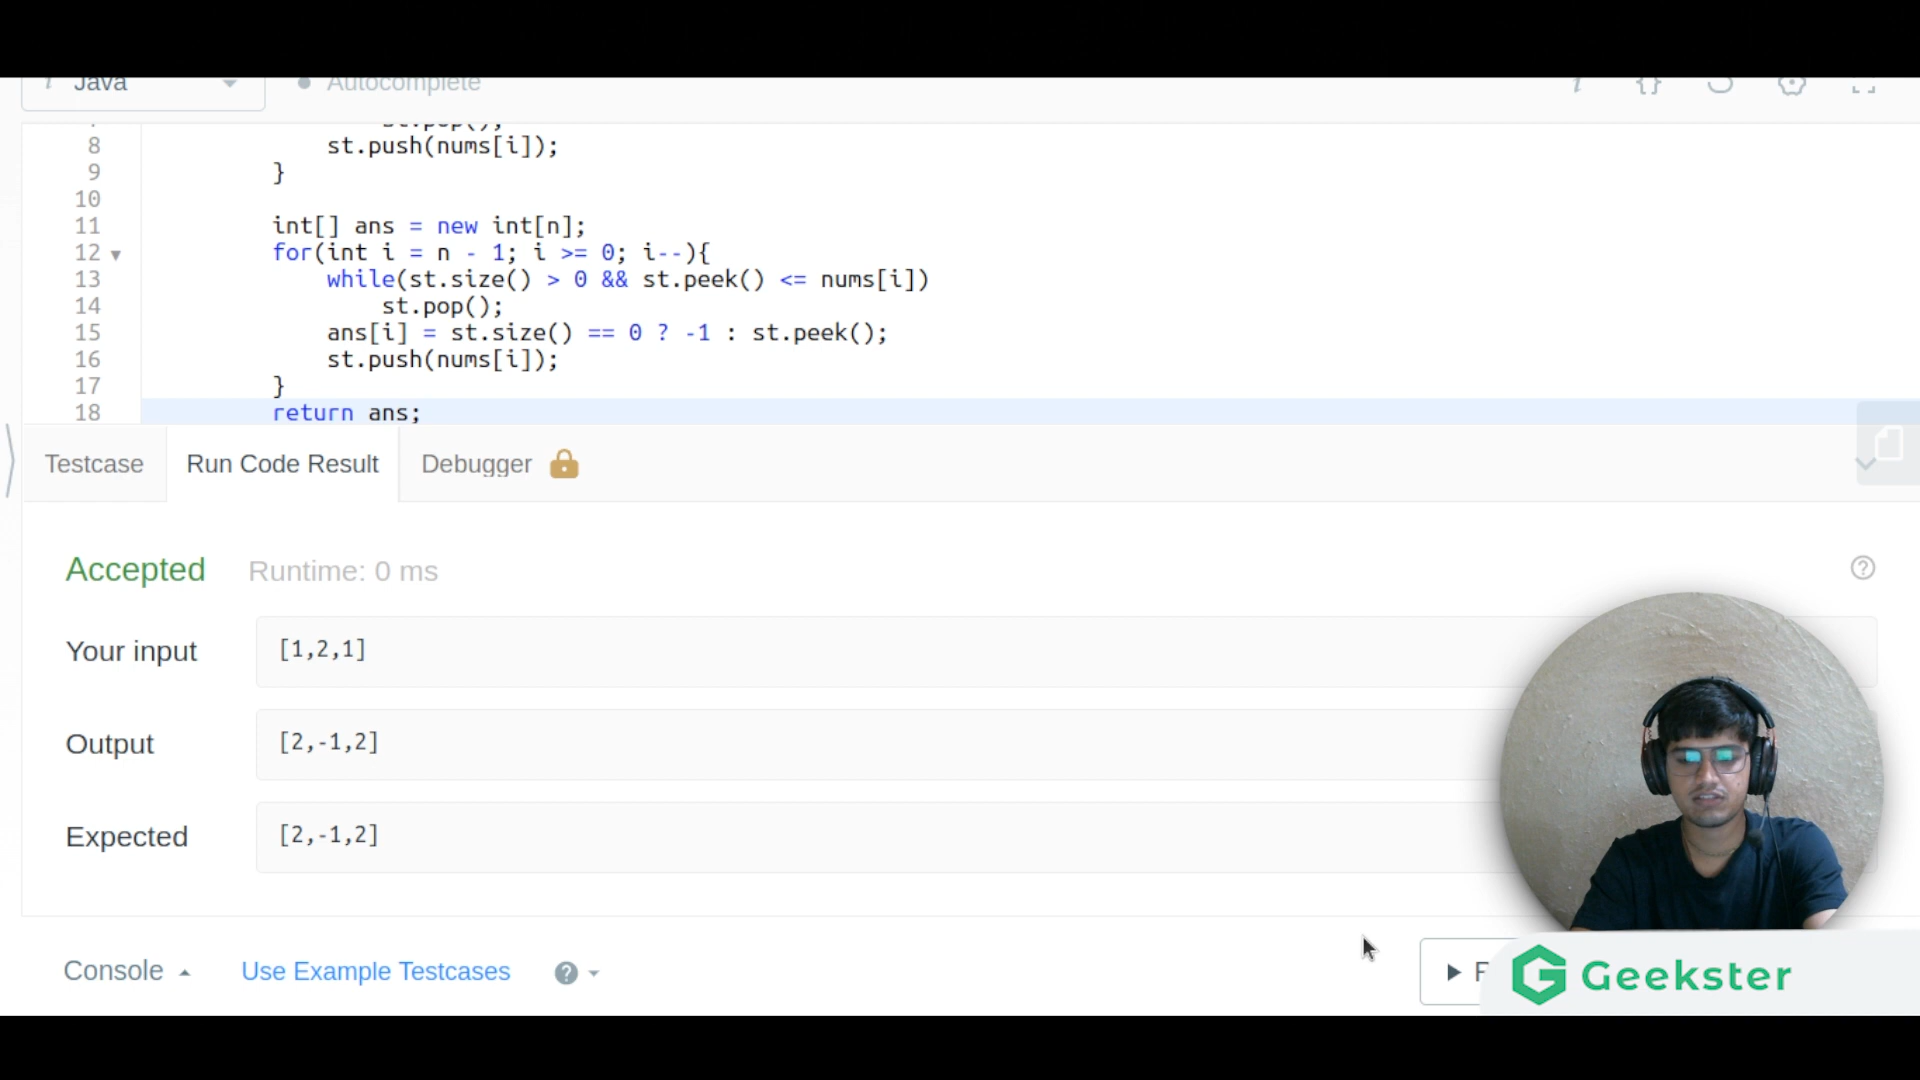 Java
Autocomplete
st.pop();
8 st.push(nums[i]);
9 }
10
11 int[] ans = new int[n];
12 for(int i = n - 1; i >= 0; i--){
13 while(st.size() > 0 && st.peek() <= nums[i])
14 st.pop();
15 ans[i] = st.size() == 0 ? -1 : st.peek();
16 st.push(nums[i]);
17 }
18 return ans;
Testcase Run Code Result Debugger
Accepted Runtime: 0 ms
Your input [1,2,1]
Output [2,-1,2]
Expected [2,-1,2]
Console Use Example Testcases
Geekster